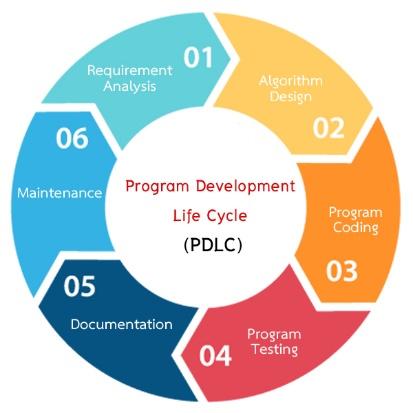 01
Requirement
Analysis
Algorithm
Design
02
Program
Coding
03
Program
Testing
04
Documentation
05
Maintenance
06
Program Development
Life Cycle
(PDLC)